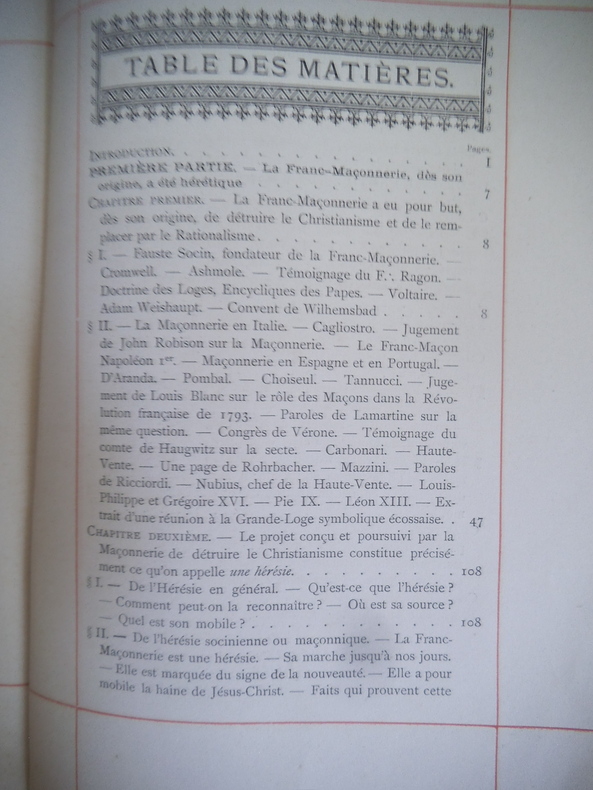 TABLE DES MATIÈRES.
Pages.
INTRODUCTION. . . . . . . . . . . . . 1
PREMIÈRE PARTIE. — La Franc-Maçonnerie, dès son
origine, a été hérétique . . . . . . . . . . 7
CHAPITRE PREMIER. — La Franc-Maçonnerie a eu pour but,
dès son origine, de détruire le Christianisme et de le rem-
placer par le Rationalisme . . . . . . . . . . 8
§ I. — Fauste Socin, fondateur de la Franc-Maçonnerie. —
Cromwell. — Ashmole. — Témoignage du F∴ Ragon. —
Doctrine des Loges, Encycliques des Papes. — Voltaire. —
Adam Weishaupt. — Convent de Wilhemsbad . . . . . 8
§ II. — La Maçonnerie en Italie. — Cagliostro. — Jugement
de John Robison sur la Maçonnerie. — Le Franc-Maçon
Napoléon 1er. — Maçonnerie en Espagne et en Portugal. —
D'Aranda. — Pombal. — Choiseul. — Tannucci. — Juge-
ment de Louis Blanc sur le rôle des Maçons dans la Révo-
lution française de 1793. — Paroles de Lamartine sur la
même question. — Congrès de Vérone. — Témoignage du
comte de Haugwitz sur la secte. — Carbonari. — Haute-
Vente. — Une page de Rohrbacher. — Mazzini. — Paroles
de Ricciordi. — Nubius, chef de la Haute-Vente. — Louis-
Philippe et Grégoire XVI. — Pie IX. — Léon XIII. — Ex-
trait d'une réunion à la Grande-Loge symbolique écossaise. . 47
CHAPITRE DEUXIÈME. — Le projet conçu et poursuivi par la
Maçonnerie de détruire le Christianisme constitue précisé-
ment ce qu'on appelle une hérésie. . . . . . . . . 108
§ I. — De l'Hérésie en général. — Qu'est-ce que l'hérésie ?
— Comment peut-on la reconnaître ? — Où est sa source ?
— Quel est son mobile ? . . . . . . . . . . . 108
§ II. — De l'hérésie socinienne ou maçonnique. — La Franc-
Maçonnerie est une hérésie. — Sa marche jusqu'à nos jours.
— Elle est marquée du signe de la nouveauté. — Elle a pour
mobile la haine de Jésus-Christ. — Faits qui prouvent cette